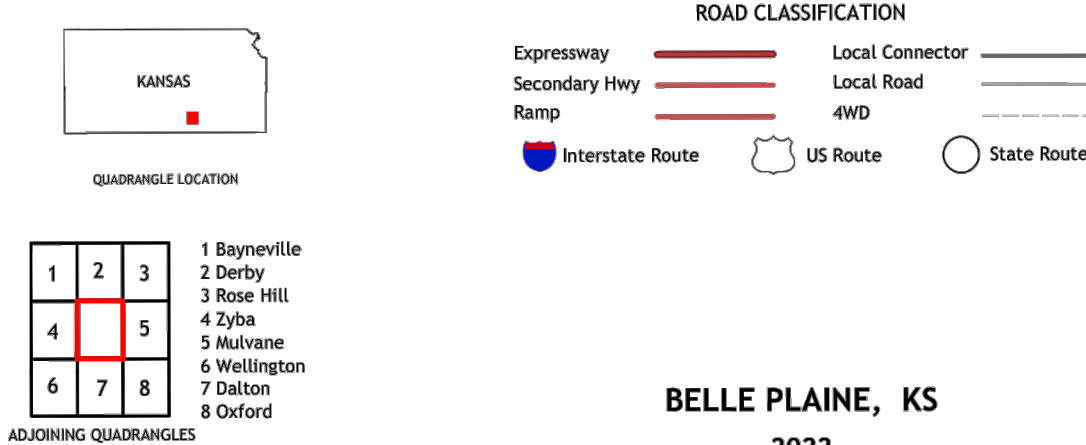 ROAD CLASSIFICATION
Expressway
Local Connector
Secondary Hwy
Local Road
Ramp
4WD
Interstate Route
US Route
State Route
KANSAS
QUADRANGLE LOCATION
1 2 3
4 5
6 7 8
1 Bayneville
2 Derby
3 Rose Hill
4 Zyba
5 Mulvane
6 Wellington
7 Dalton
8 Oxford
ADJOINING QUADRANGLES
BELLE PLAINE, KS